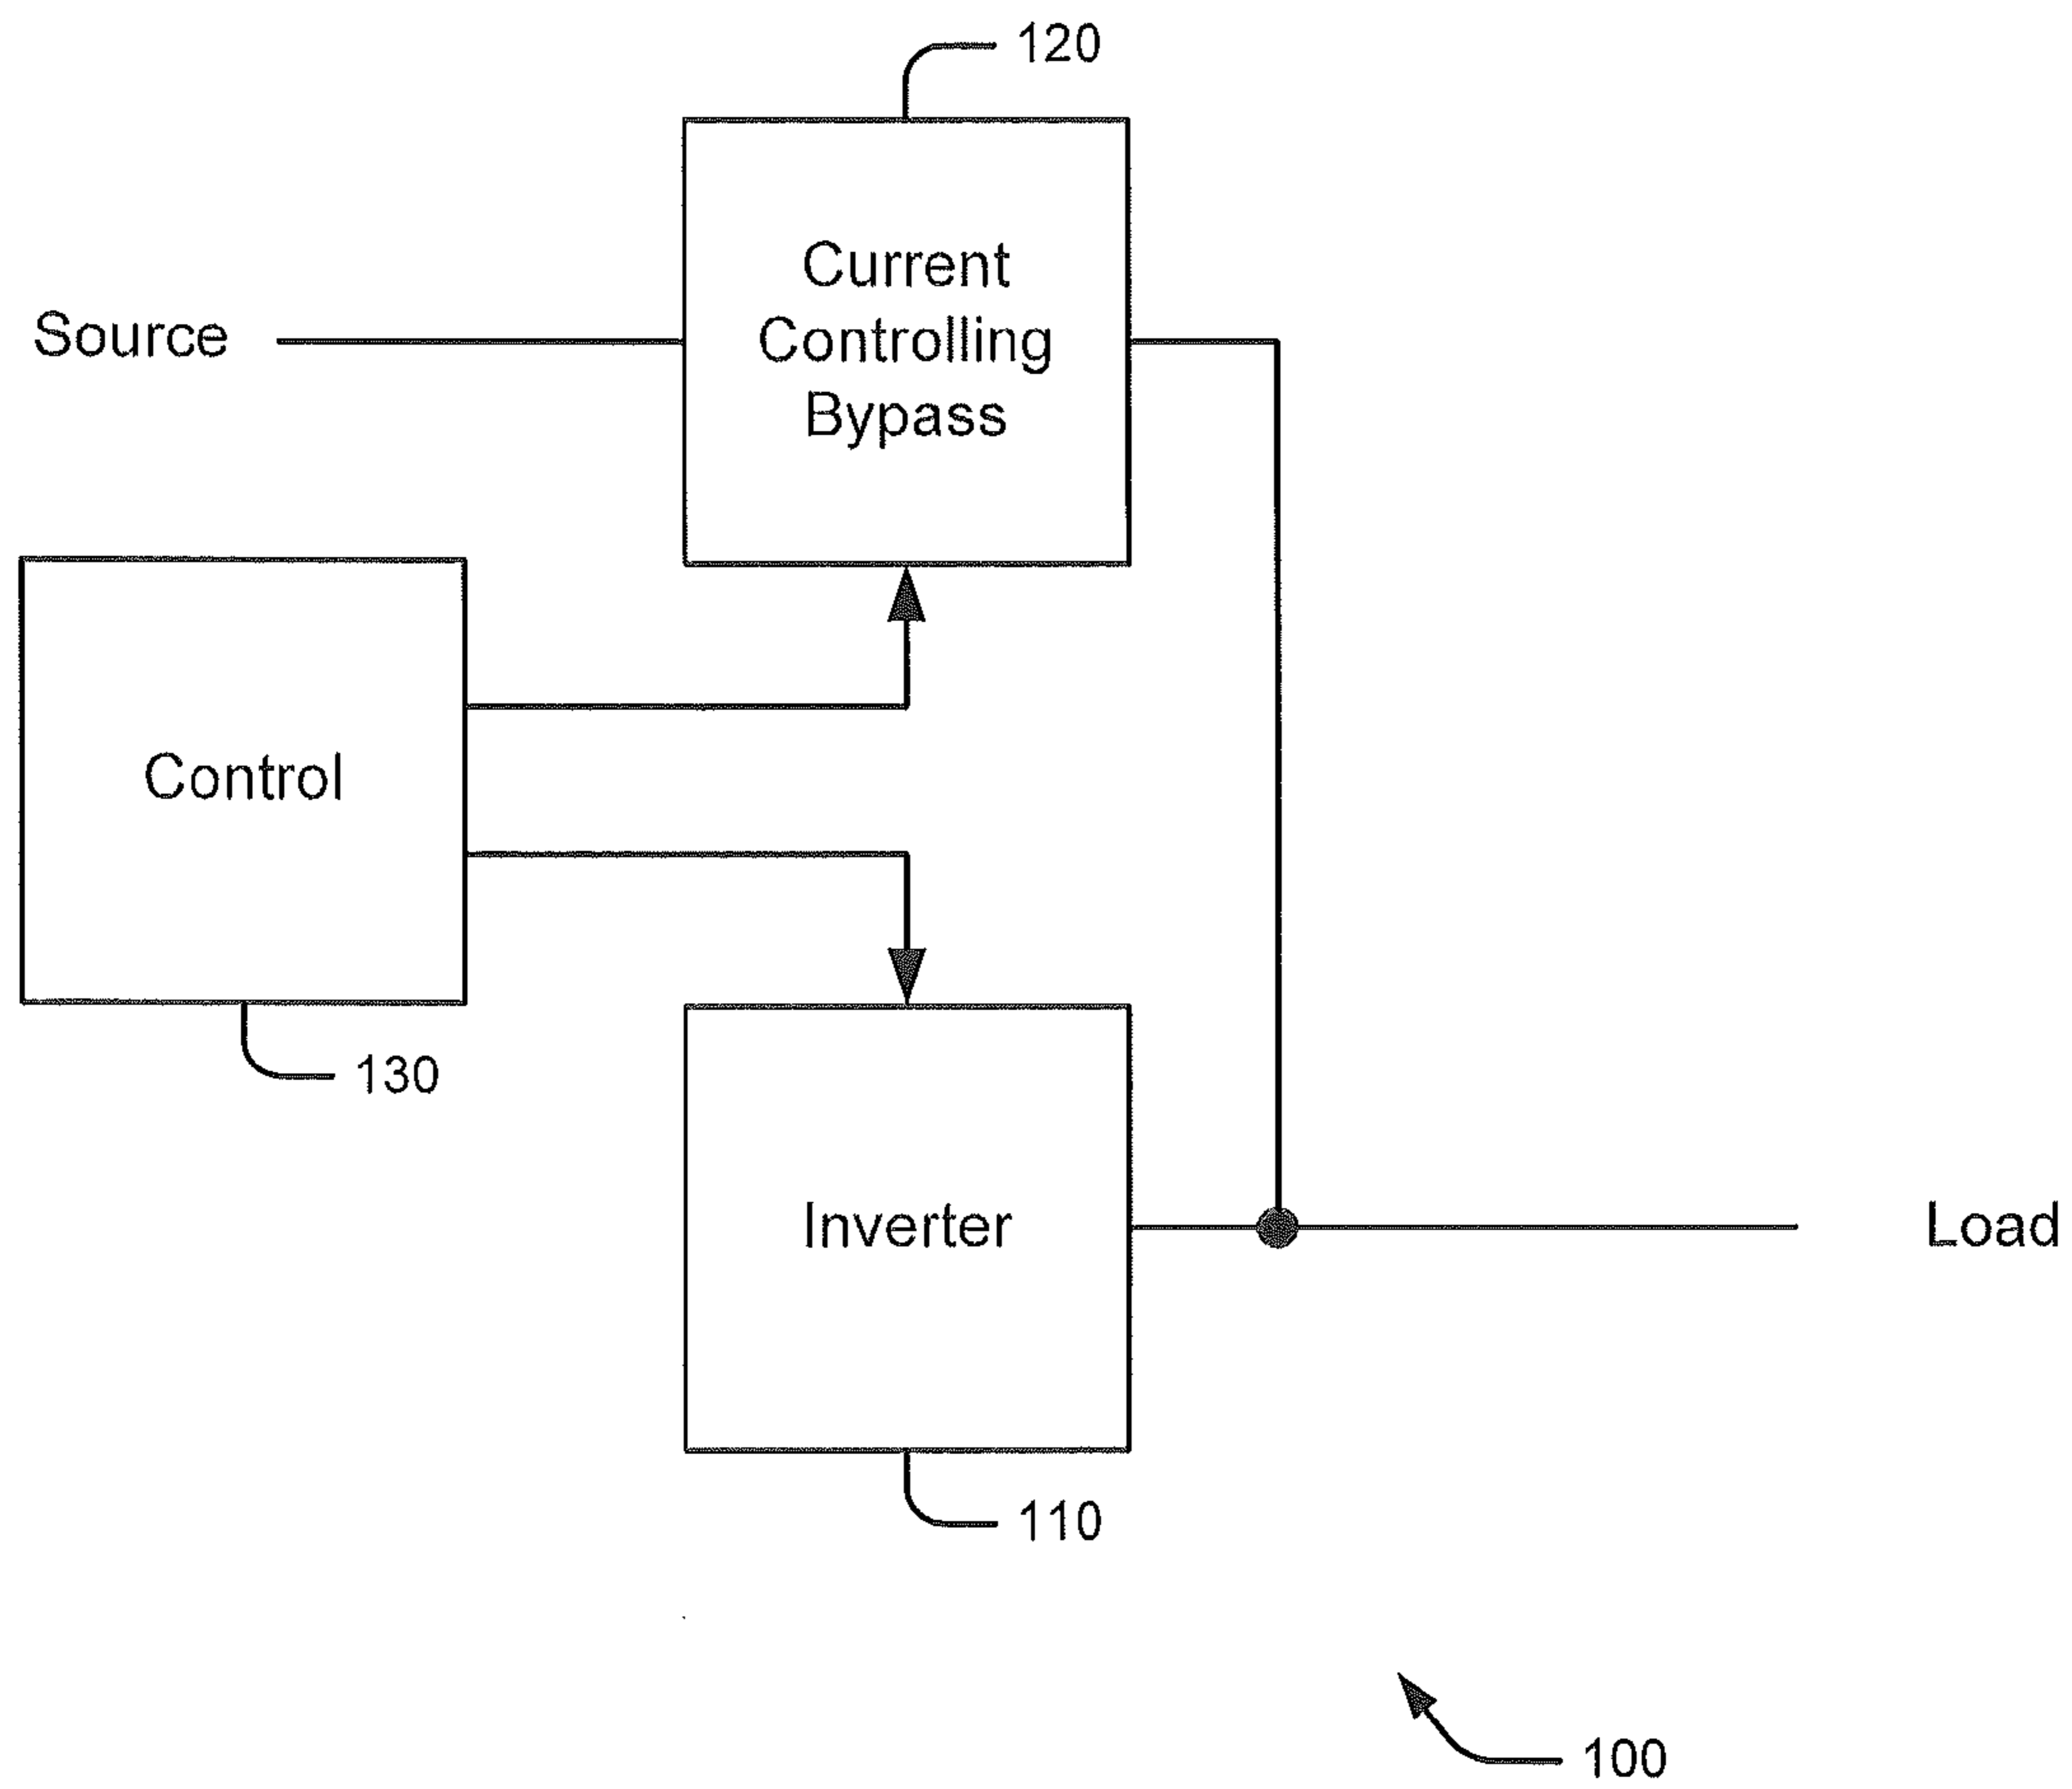 120
Current
Controlling
Bypass
Source
Control
130
Inverter
Load
110
100